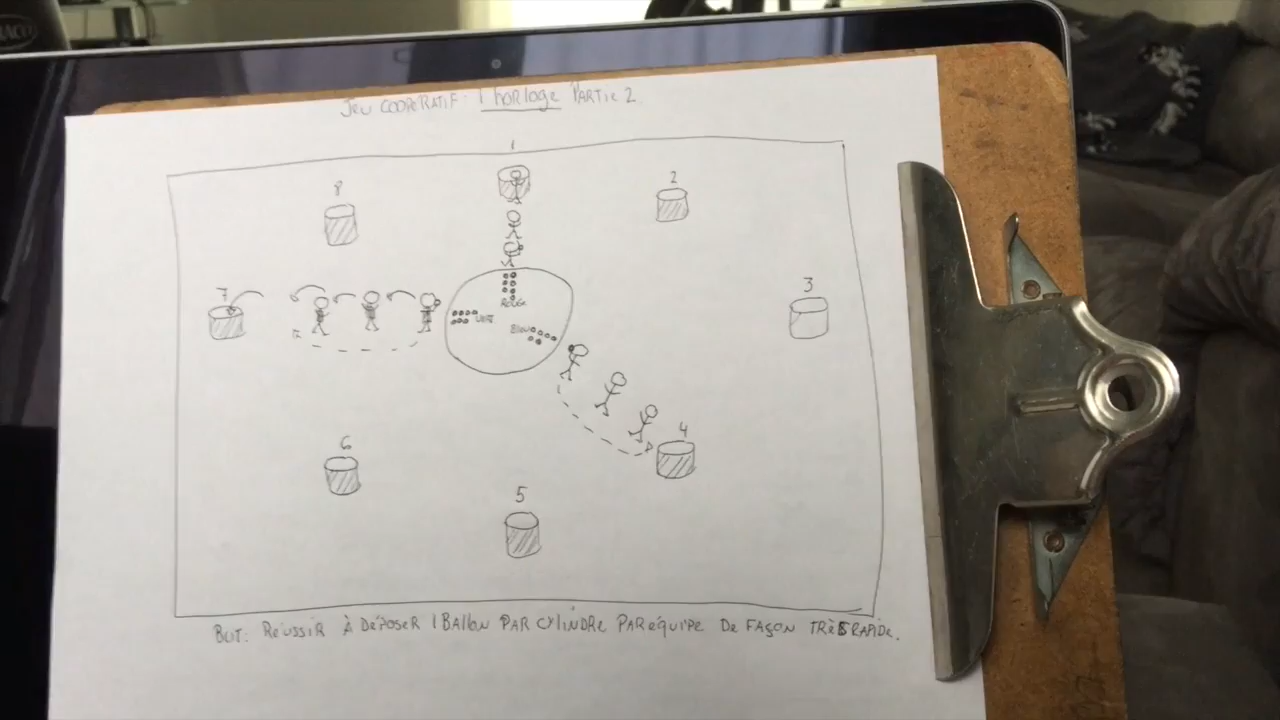 JEU COOPÉRATIF: l'horloge PARTIE 2.
1
8
2
7
3
ROUGE
VERT
Bleu
4
6
5
BUT: RÉUSSIR À DÉPOSER 1 BALLON PAR CYLINDRE PAR ÉQUIPE DE FAÇON TRÈS RAPIDE.